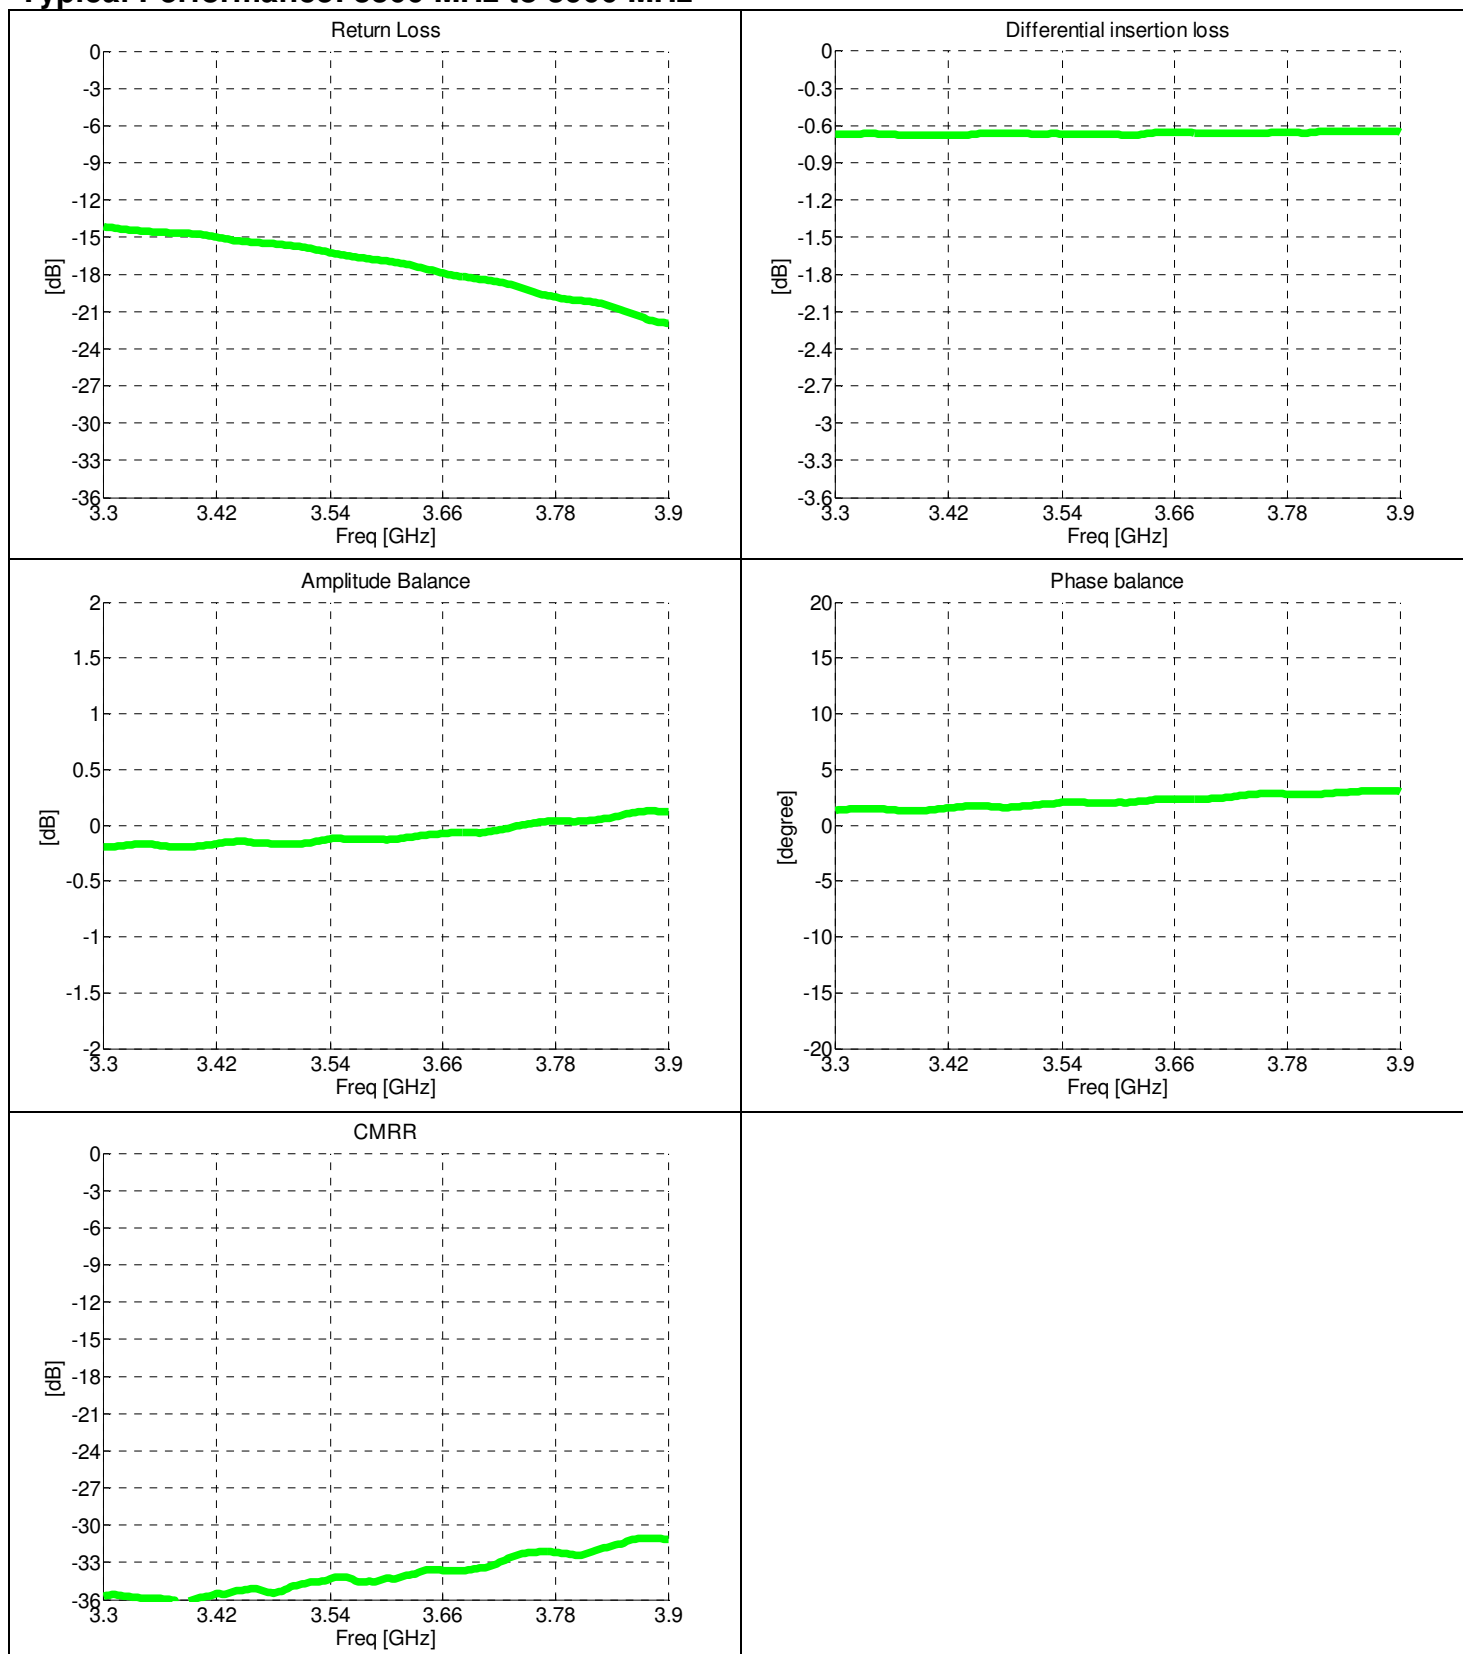 Return Loss
0
-3
-6
-9
-12
-15
-18
-21
-24
-27
-30
-33
-36
[dB]
3.3 3.42 3.54 3.66 3.78 3.9
Freq [GHz]
Differential insertion loss
0
-0.3
-0.6
-0.9
-1.2
-1.5
-1.8
-2.1
-2.4
-2.7
-3
-3.3
-3.6
[dB]
3.3 3.42 3.54 3.66 3.78 3.9
Freq [GHz]
Amplitude Balance
2
1.5
1
0.5
0
-0.5
-1
-1.5
-2
[dB]
3.3 3.42 3.54 3.66 3.78 3.9
Freq [GHz]
Phase balance
20
15
10
5
0
-5
-10
-15
-20
[degree]
3.3 3.42 3.54 3.66 3.78 3.9
Freq [GHz]
CMRR
0
-3
-6
-9
-12
-15
-18
-21
-24
-27
-30
-33
-36
[dB]
3.3 3.42 3.54 3.66 3.78 3.9
Freq [GHz]